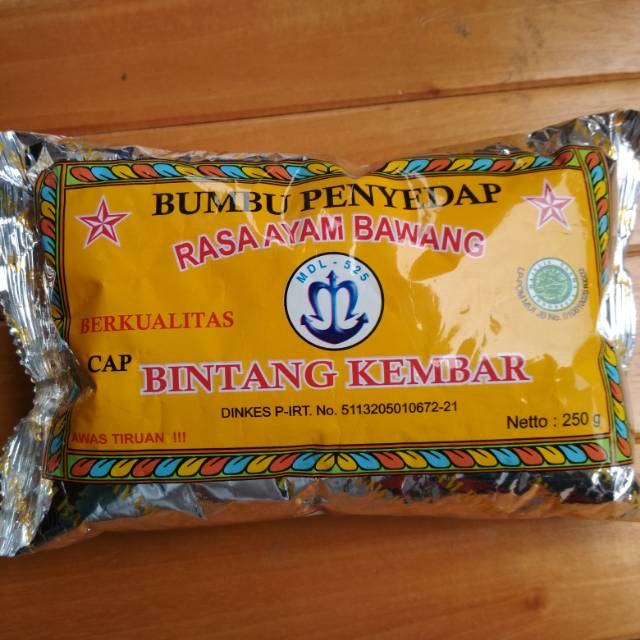 BUMBU PENYEDAP
RASA AYAM BAWANG
MDL - 525
BERKUALITAS
CAP BINTANG KEMBAR
DINKES P-IRT. No. 5113205010672-21
Netto : 250 g
AWAS TIRUAN !!!